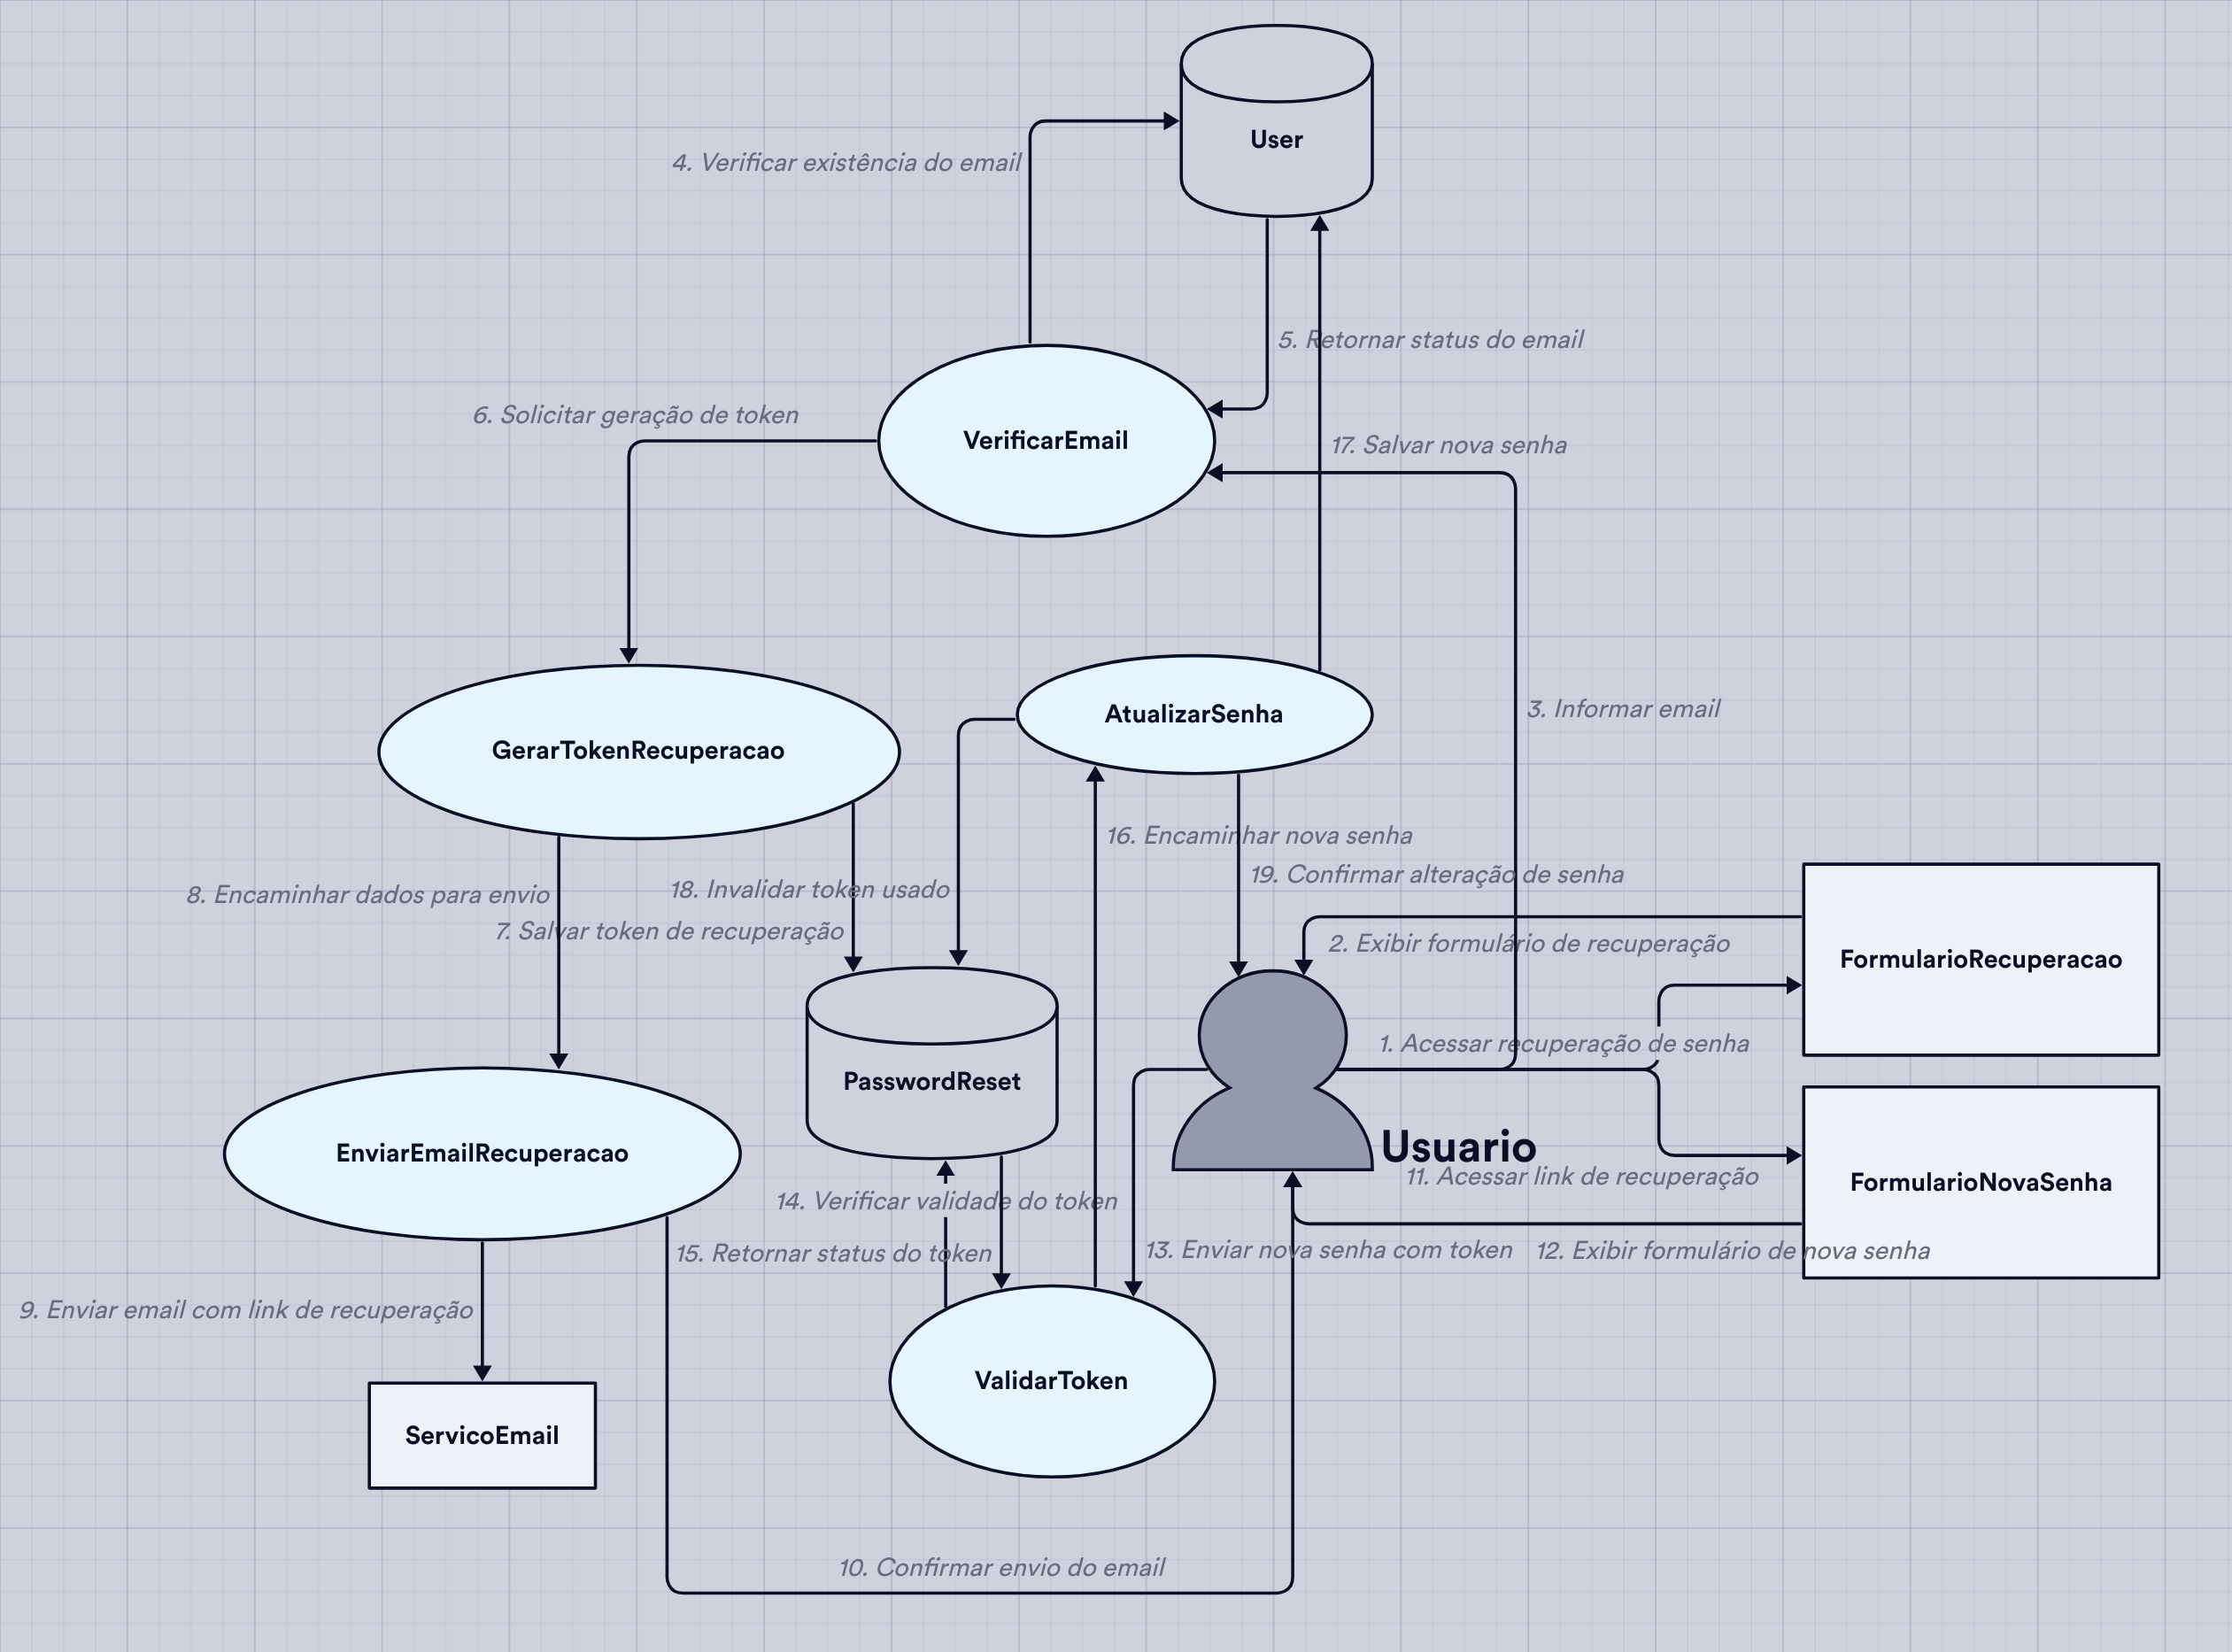 User
4. Verificar existência do email
5. Retornar status do email
6. Solicitar geração de token
VerificarEmail
17. Salvar nova senha
3. Informar email
AtualizarSenha
GerarTokenRecuperacao
16. Encaminhar nova senha
19. Confirmar alteração de senha
18. Invalidar token usado
8. Encaminhar dados para envio
7. Salvar token de recuperação
2. Exibir formulário de recuperação
FormularioRecuperacao
1. Acessar recuperação de senha
PasswordReset
Usuario
EnviarEmailRecuperacao
11. Acessar link de recuperação
FormularioNovaSenha
14. Verificar validade do token
15. Retornar status do token
13. Enviar nova senha com token
12. Exibir formulário de nova senha
9. Enviar email com link de recuperação
ValidarToken
ServicoEmail
10. Confirmar envio do email